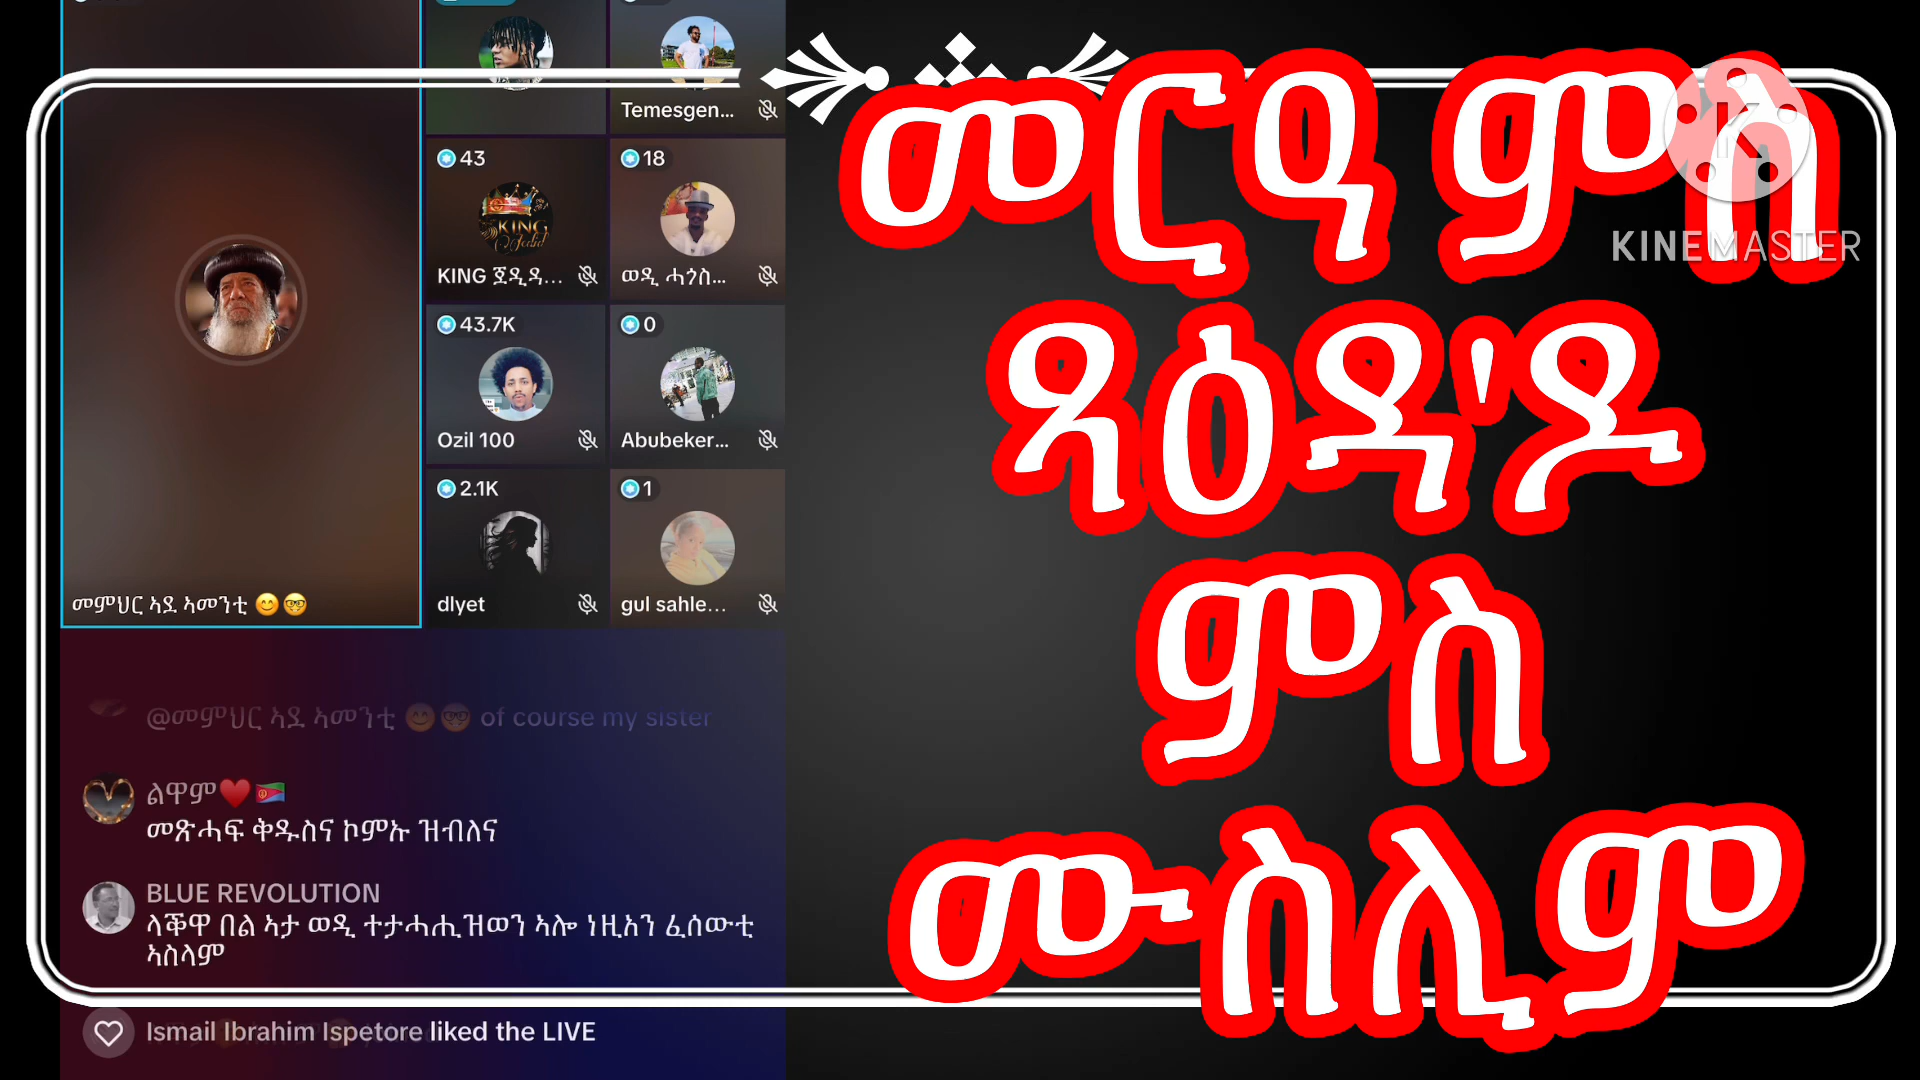 Temesgen...
43
18
KING ጀዲዳ...
ወዲ ሓጎስ...
43.7K
0
Ozil 100
Abubeker...
2.1K
1
መምህር ኣደ ኣመንቲ 😊🤓
dlyet
gul sahle...
@መምህር ኣደ ኣመንቲ 😊🤓 of course my sister
ልዋም♥️🇪🇷
መጽሓፍ ቅዱስና ኮምኡ ዝብለና
BLUE REVOLUTION
ላቕዋ በል ኣታ ወዲ ተታሓሒዝወን ኣሎ ነዚአን ፈሰውቲ
ኣስላም
Ismail Ibrahim Ispetore liked the LIVE
መርዓ ምስ
ጻዕዳ'ዶ
ምስ
ሙስሊም
KINEMASTER